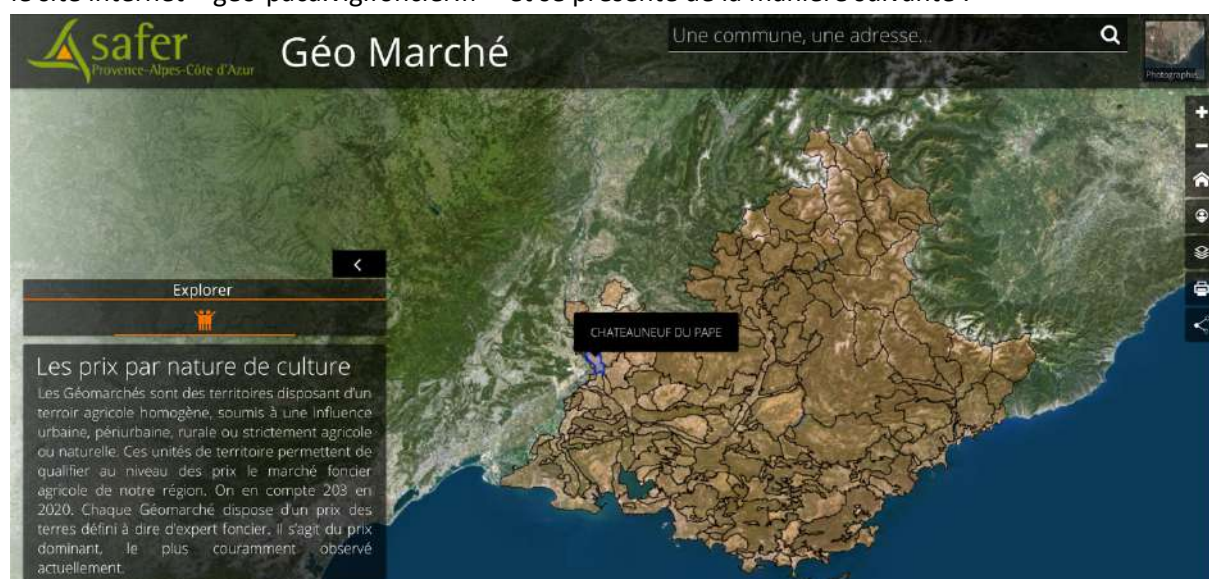 safer
Provence-Alpes-Côte d'Azur
Géo Marché
Une commune, une adresse...
Photographie...
Explorer
CHATEAUNEUF DU PAPE
Les prix par nature de culture
Les Géomarchés sont des territoires disposant d'un
terroir agricole homogène, soumis à une influence
urbaine, périurbaine, rurale ou strictement agricole
ou naturelle. Ces unités de territoire permettent de
qualifier au niveau des prix le marché foncier
agricole de notre région. On en compte 203 en
2020. Chaque Géomarché dispose d'un prix des
terres défini à dire d'expert foncier, il s'agit du prix
dominant, le plus couramment observé
actuellement.